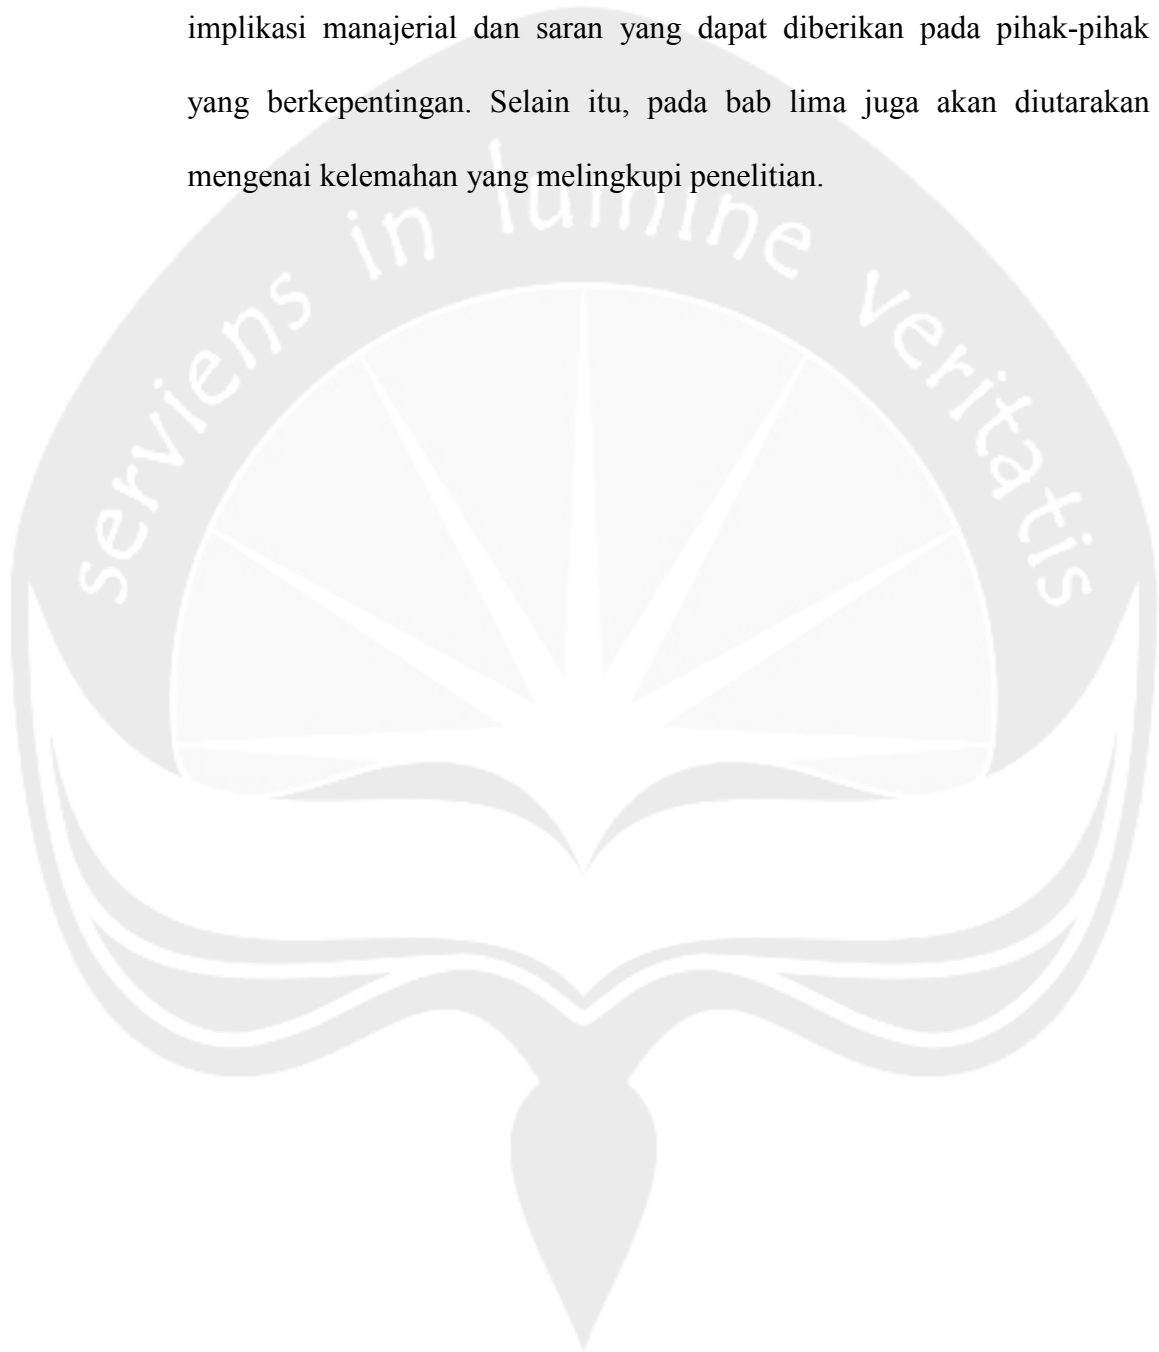 implikasi manajerial dan saran yang dapat diberikan pada pihak-pihak
yang berkepentingan. Selain itu, pada bab lima juga akan diutarakan
mengenai kelemahan yang melingkupi penelitian.
serviens in lumine veritatis